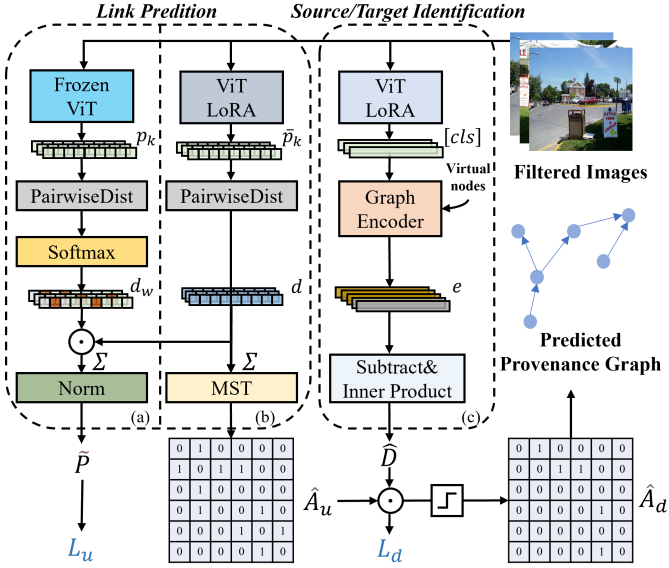 Link Predition
Source/Target Identification
Frozen
ViT
ViT
LoRA
ViT
LoRA
p_k
p̄_k
[cls]
Filtered Images
Virtual
nodes
PairwiseDist
PairwiseDist
Graph
Encoder
Softmax
d_w
d
e
Predicted
Provenance Graph
Σ
Σ
Norm
MST
Subtract&
Inner Product
(a)
(b)
(c)
P̃
D̂
0 1 0 0 0 0
1 0 1 1 0 0
0 1 0 0 0 0
0 1 0 0 1 0
0 0 0 1 0 1
0 0 0 0 1 0
Â_u
0 1 0 0 0 0
0 0 1 1 0 0
0 0 0 0 0 0
0 0 0 0 1 0
0 0 0 0 0 0
0 0 0 0 1 0
Â_d
L_u
L_d